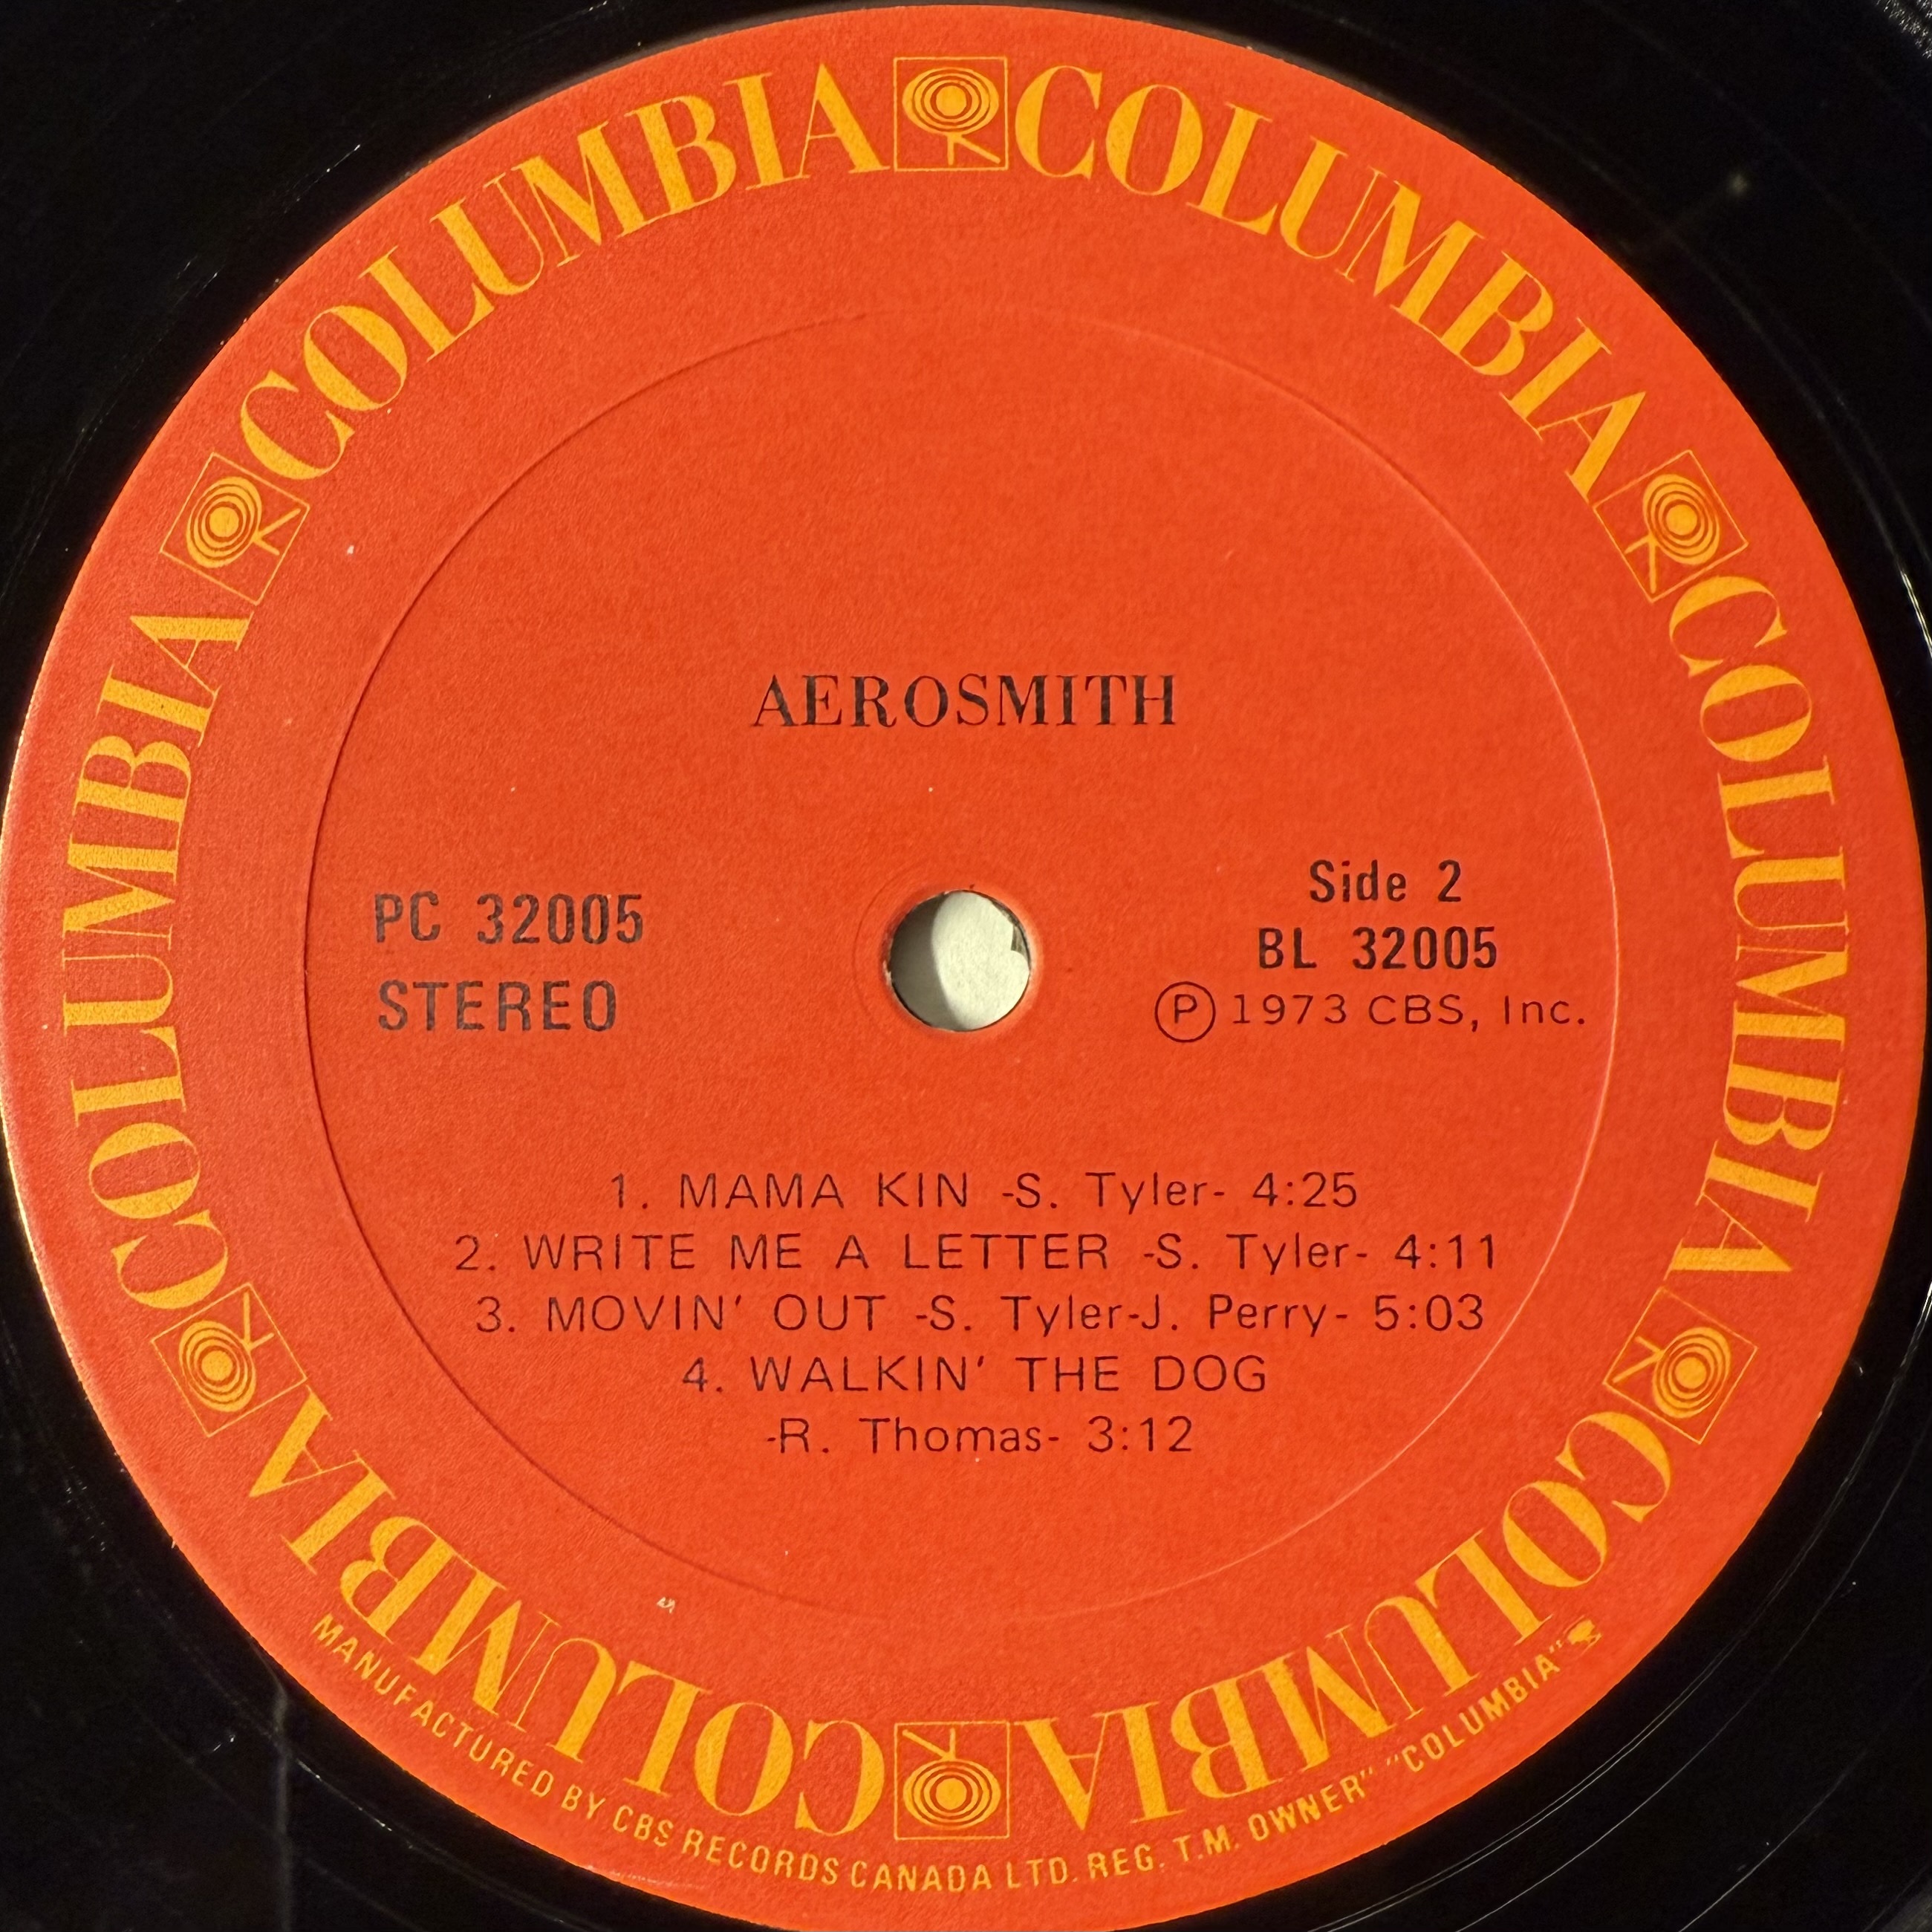 COLUMBIA COLUMBIA COLUMBIA COLUMBIA COLUMBIA COLUMBIA
AEROSMITH
PC 32005
STEREO
Side 2
BL 32005
Ⓟ 1973 CBS, Inc.
1. MAMA KIN -S. Tyler- 4:25
2. WRITE ME A LETTER -S. Tyler- 4:11
3. MOVIN' OUT -S. Tyler-J. Perry- 5:03
4. WALKIN' THE DOG
-R. Thomas- 3:12
MANUFACTURED BY CBS RECORDS CANADA LTD. REG. T.M. OWNER" "COLUMBIA"